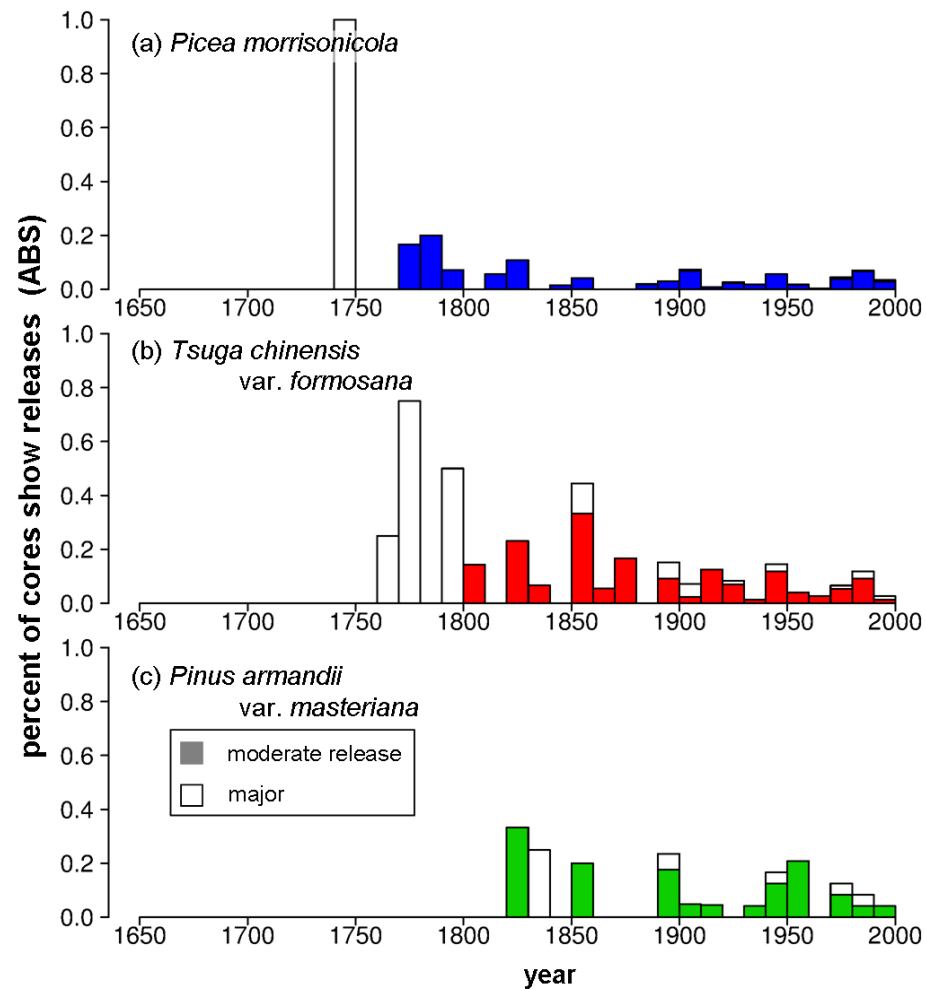 percent of cores show releases (ABS)
(a) Picea morrisonicola
1.0
0.8
0.6
0.4
0.2
0.0
1650 1700 1750 1800 1850 1900 1950 2000
(b) Tsuga chinensis
var. formosana
1.0
0.8
0.6
0.4
0.2
0.0
1650 1700 1750 1800 1850 1900 1950 2000
(c) Pinus armandii
var. masteriana
moderate release
major
1.0
0.8
0.6
0.4
0.2
0.0
1650 1700 1750 1800 1850 1900 1950 2000
year